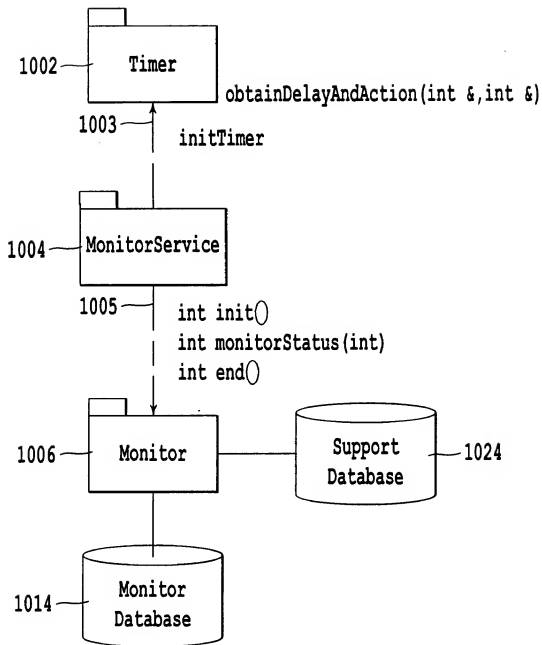 1002
Timer
obtainDelayAndAction(int &,int &)
1003
initTimer
1004
MonitorService
1005
int init()
int monitorStatus(int)
int end()
1006
Monitor
Support
Database
1024
1014
Monitor
Database